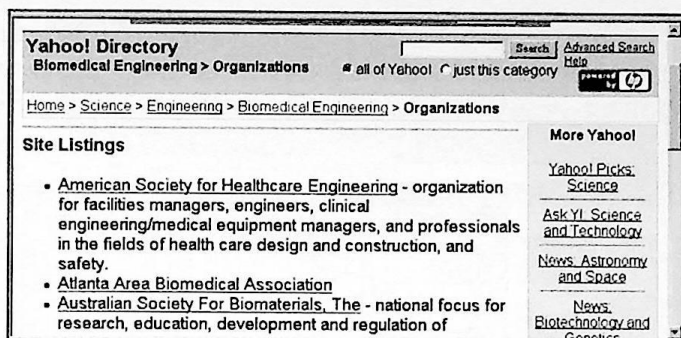 Yahoo! Directory
Biomedical Engineering > Organizations
Search
Advanced Search
Help
all of Yahoo! just this category
powered by hp
Home > Science > Engineering > Biomedical Engineering > Organizations
Site Listings
American Society for Healthcare Engineering - organization
for facilities managers, engineers, clinical
engineering/medical equipment managers, and professionals
in the fields of health care design and construction, and
safety.
Atlanta Area Biomedical Association
Australian Society For Biomaterials, The - national focus for
research, education, development and regulation of
More Yahoo!
Yahoo! Picks:
Science
Ask Y!: Science
and Technology
News: Astronomy
and Space
News:
Biotechnology and
Genetics